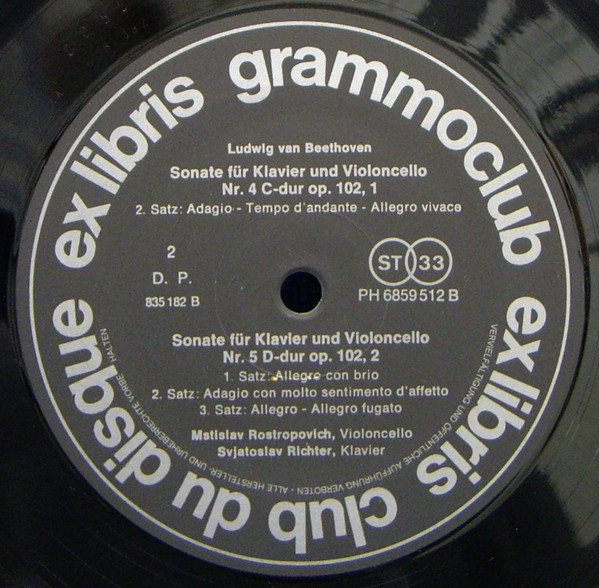 ex libris grammoclub ex libris club du disque
Ludwig van Beethoven
Sonate für Klavier und Violoncello
Nr. 4 C-dur op. 102, 1
2. Satz: Adagio - Tempo d'andante - Allegro vivace
2
D. P.
835 182 B
ST 33
PH 6859 512 B
Sonate für Klavier und Violoncello
Nr. 5 D-dur op. 102, 2
1. Satz: Allegro con brio
2. Satz: Adagio con molto sentimento d'affetto
3. Satz: Allegro - Allegro fugato
Mstislav Rostropovich, Violoncello
Svjatoslav Richter, Klavier
VERVIELFÄLTIGUNG UND ÖFFENTLICHE AUFFÜHRUNG VERBOTEN · ALLE HERSTELLER- UND URHEBERRECHTE VORBEHALTEN